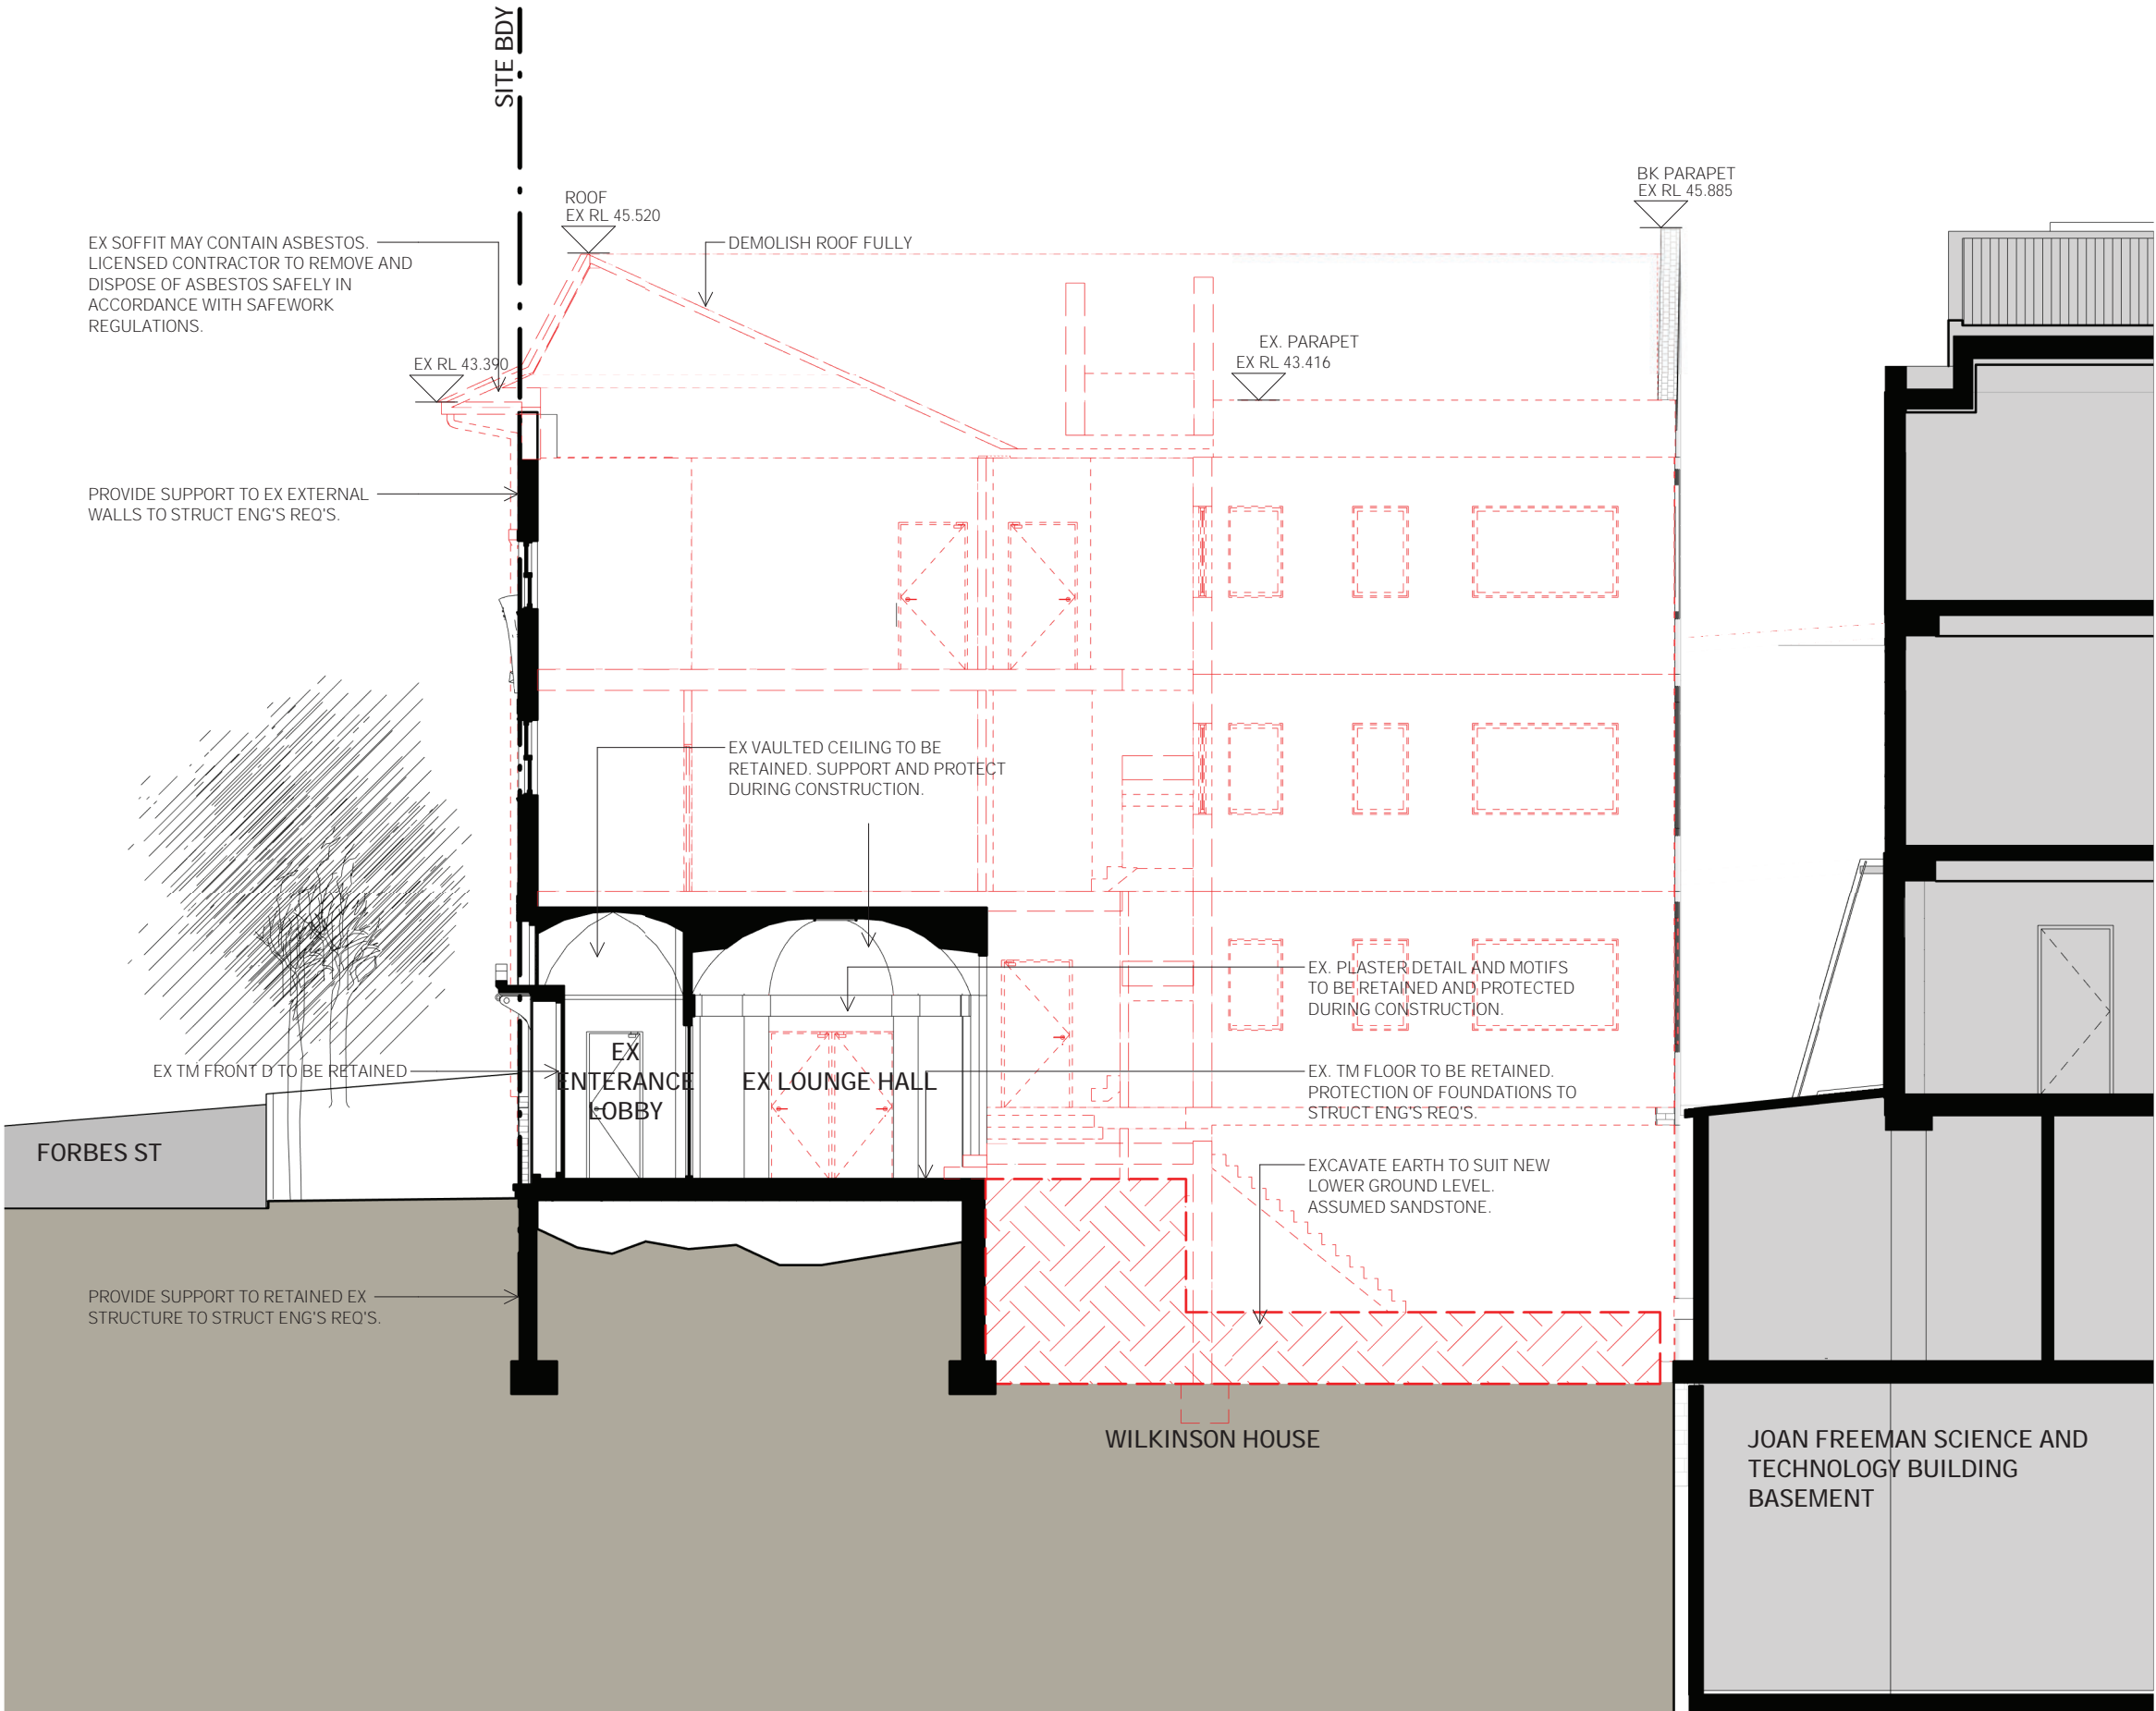 SITE BDY
BK PARAPET
EX RL 45.885
ROOF
EX RL 45.520
EX SOFFIT MAY CONTAIN ASBESTOS.
LICENSED CONTRACTOR TO REMOVE AND
DISPOSE OF ASBESTOS SAFELY IN
ACCORDANCE WITH SAFEWORK
REGULATIONS.
DEMOLISH ROOF FULLY
EX. PARAPET
EX RL 43.416
EX RL 43.390
PROVIDE SUPPORT TO EX EXTERNAL
WALLS TO STRUCT ENG'S REQ'S.
EX VAULTED CEILING TO BE
RETAINED. SUPPORT AND PROTECT
DURING CONSTRUCTION.
EX. PLASTER DETAIL AND MOTIFS
TO BE RETAINED AND PROTECTED
DURING CONSTRUCTION.
EX TM FRONT D TO BE RETAINED
EX
ENTERANCE
LOBBY
EX LOUNGE HALL
EX. TM FLOOR TO BE RETAINED.
PROTECTION OF FOUNDATIONS TO
STRUCT ENG'S REQ'S.
FORBES ST
EXCAVATE EARTH TO SUIT NEW
LOWER GROUND LEVEL.
ASSUMED SANDSTONE.
PROVIDE SUPPORT TO RETAINED EX
STRUCTURE TO STRUCT ENG'S REQ'S.
WILKINSON HOUSE
JOAN FREEMAN SCIENCE AND
TECHNOLOGY BUILDING
BASEMENT